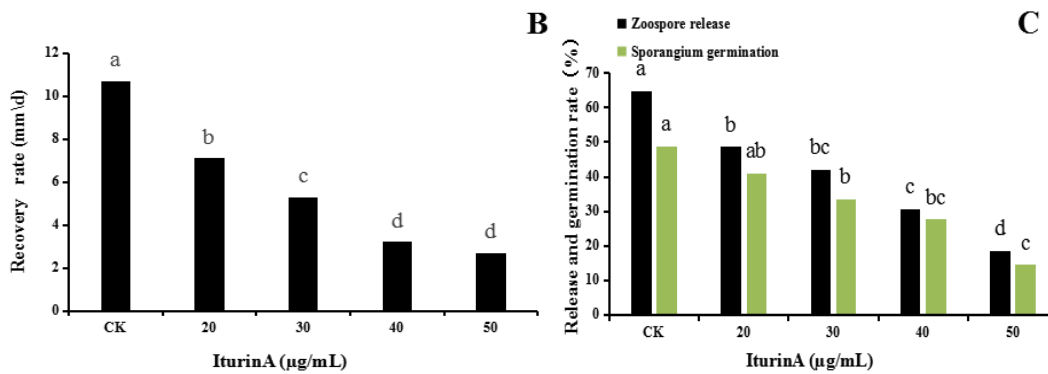 B
Recovery rate (mm\d)
12
10
8
6
4
2
0
a
b
c
d
d
CK
20
30
40
50
IturinA (µg/mL)
C
Zoospore release
Sporangium germination
Release and germination rate (%)
70
60
50
40
30
20
10
0
a
a
b
ab
bc
b
c
bc
d
c
CK
20
30
40
50
IturinA (µg/mL)